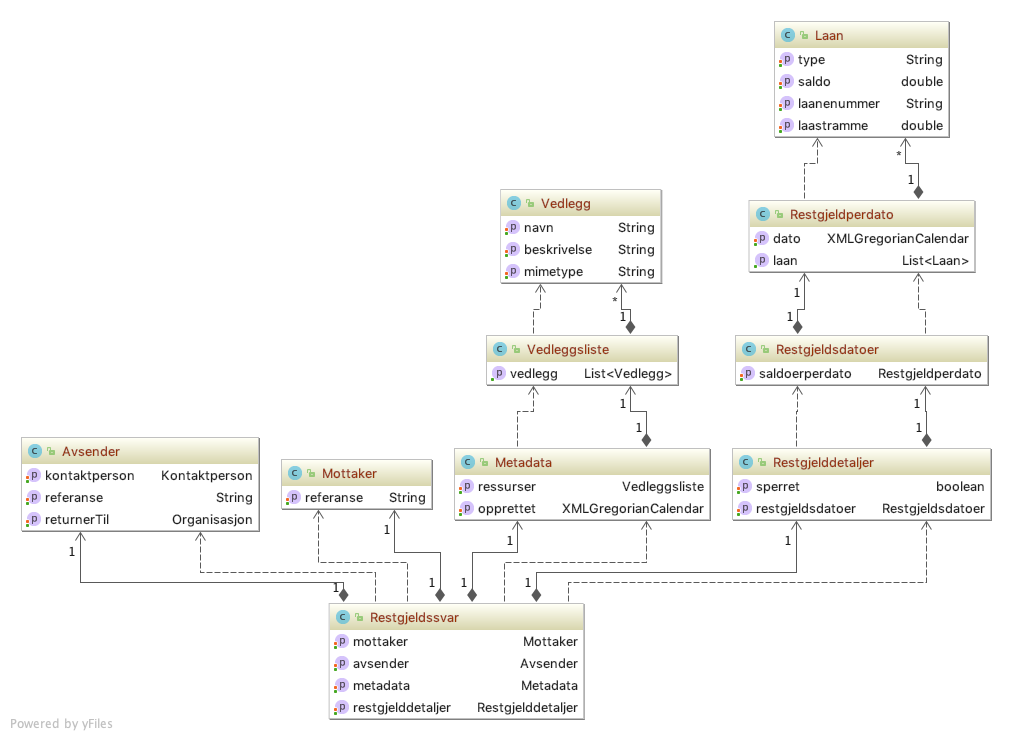 Laan
type String
saldo double
laanenummer String
laastramme double
*
1
Vedlegg
navn String
beskrivelse String
mimetype String
Restgjeldperdato
dato XMLGregorianCalendar
laan List<Laan>
*
1
1
1
Vedleggsliste
vedlegg List<Vedlegg>
Restgjeldsdatoer
saldoerperdato Restgjeldperdato
1
1
1
1
Avsender
kontaktperson Kontaktperson
referanse String
returnerTil Organisasjon
Mottaker
referanse String
Metadata
ressurser Vedleggsliste
opprettet XMLGregorianCalendar
Restgjelddetaljer
sperret boolean
restgjeldsdatoer Restgjeldsdatoer
1
1
1
1
1
1
1
1
Restgjeldssvar
mottaker Mottaker
avsender Avsender
metadata Metadata
restgjelddetaljer Restgjelddetaljer
Powered by yFiles